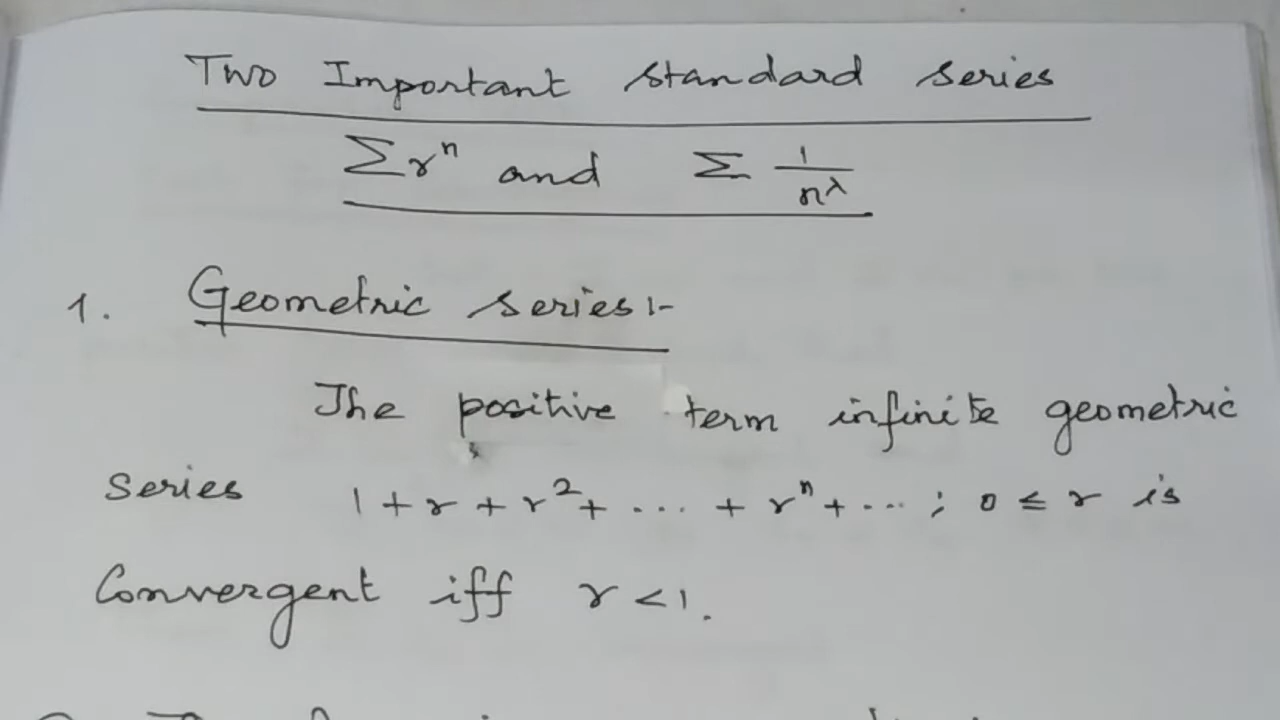 Two Important standard series
Σrⁿ and Σ 1/n^λ
1. Geometric series :-
The positive term infinite geometric
series 1 + r + r² + ... + rⁿ + ... ; 0 ≤ r is
Convergent iff r < 1.